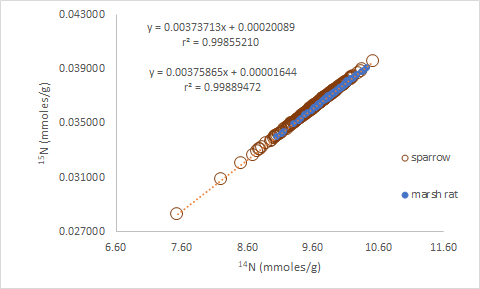 0.043000
y = 0.00373713x + 0.00020089
r² = 0.99855210
0.039000
y = 0.00375865x + 0.00001644
r² = 0.99889472
0.035000
0.031000
0.027000
¹⁵N (mmoles/g)
sparrow
marsh rat
6.60 7.60 8.60 9.60 10.60 11.60
¹⁴N (mmoles/g)